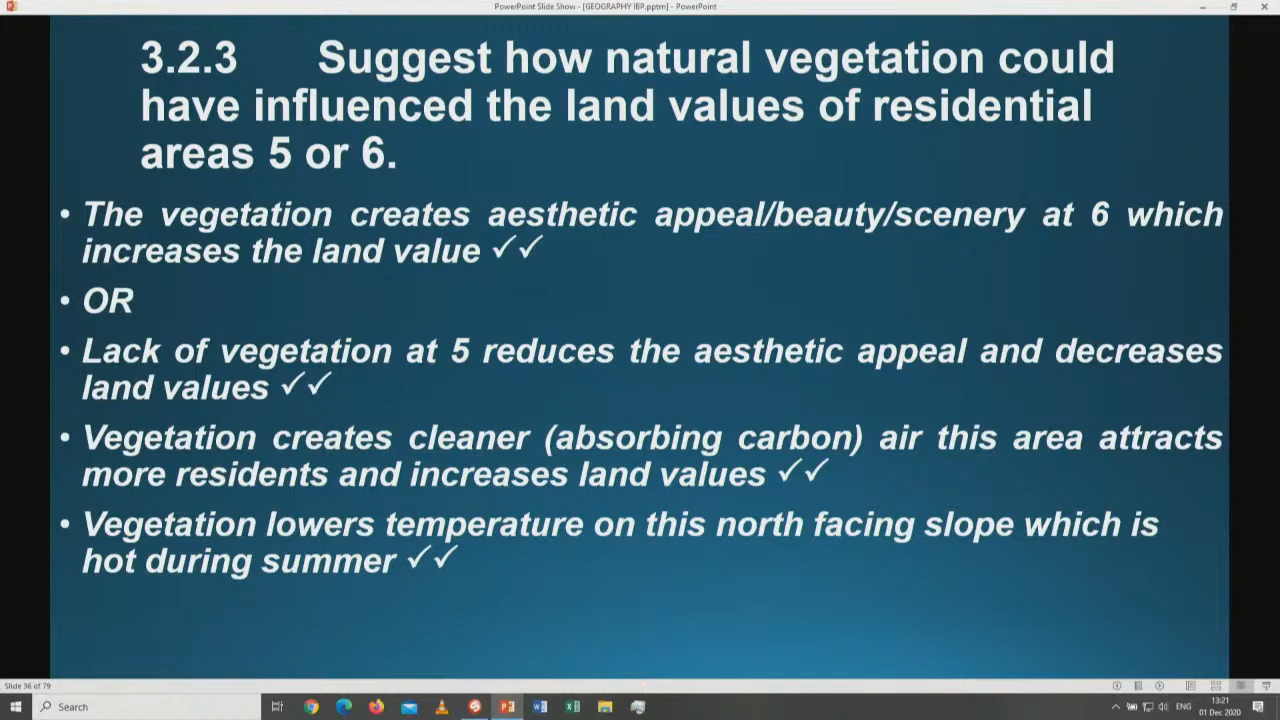 PowerPoint Slide Show - [GEOGRAPHY IBP.pptm] - PowerPoint
3.2.3 Suggest how natural vegetation could
have influenced the land values of residential
areas 5 or 6.
• The vegetation creates aesthetic appeal/beauty/scenery at 6 which
increases the land value ✓✓
• OR
• Lack of vegetation at 5 reduces the aesthetic appeal and decreases
land values ✓✓
• Vegetation creates cleaner (absorbing carbon) air this area attracts
more residents and increases land values ✓✓
• Vegetation lowers temperature on this north facing slope which is
hot during summer ✓✓
Slide 36 of 79
Search
ENG
13:21
01 Dec 2020